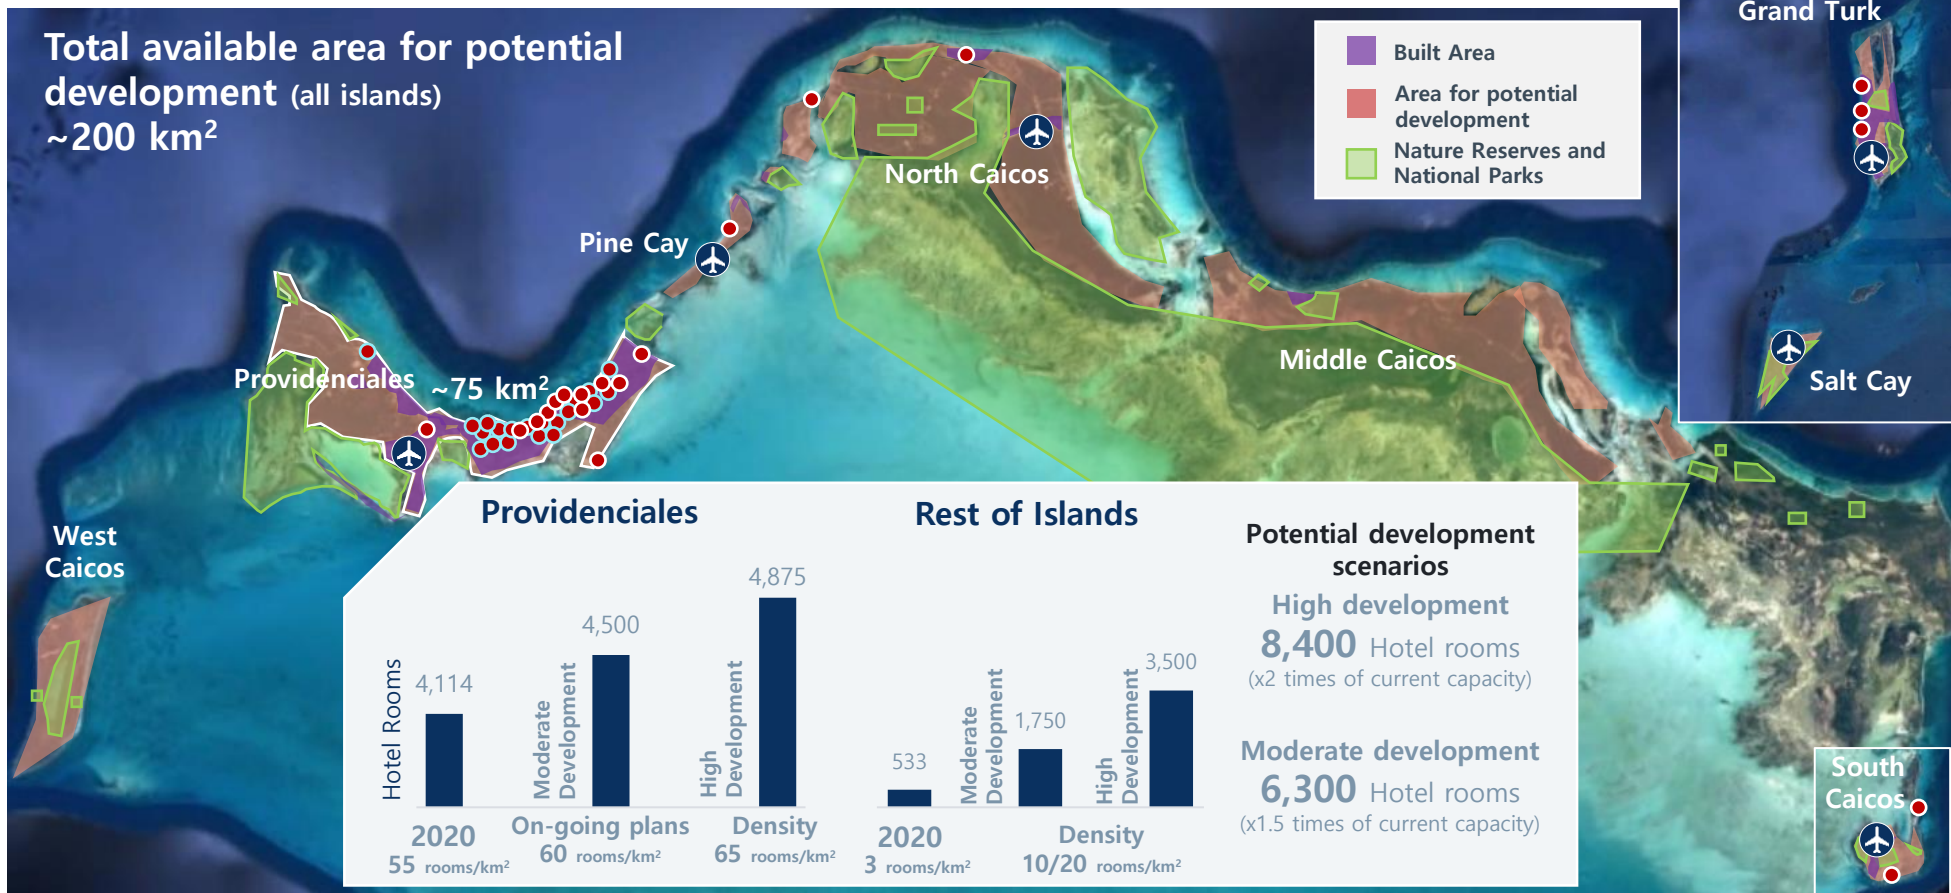 Total available area for potential
development (all islands)
~200 km²
Built Area
Area for potential
development
Nature Reserves and
National Parks
Grand Turk
Salt Cay
North Caicos
Pine Cay
Middle Caicos
Providenciales
~75 km²
West
Caicos
South
Caicos
Providenciales
Hotel Rooms
4,114
2020
55 rooms/km²
Moderate
Development
4,500
On-going plans
60 rooms/km²
High
Development
4,875
Density
65 rooms/km²
Rest of Islands
533
2020
3 rooms/km²
Moderate
Development
1,750
High
Development
3,500
Density
10/20 rooms/km²
Potential development
scenarios
High development
8,400 Hotel rooms
(x2 times of current capacity)
Moderate development
6,300 Hotel rooms
(x1.5 times of current capacity)